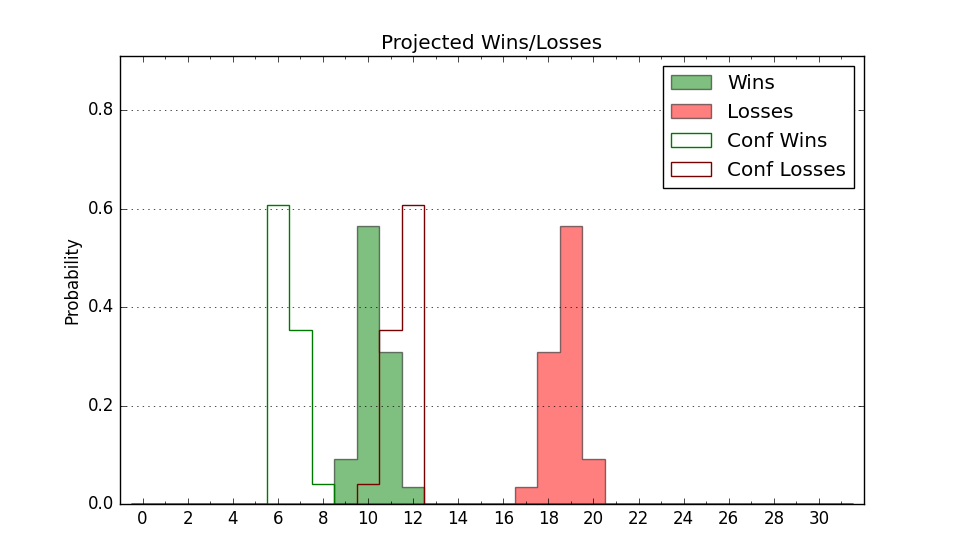 Projected Wins/Losses
Wins
Losses
Conf Wins
Conf Losses
Probability
0.8
0.6
0.4
0.2
0.0
0 2 4 6 8 10 12 14 16 18 20 22 24 26 28 30